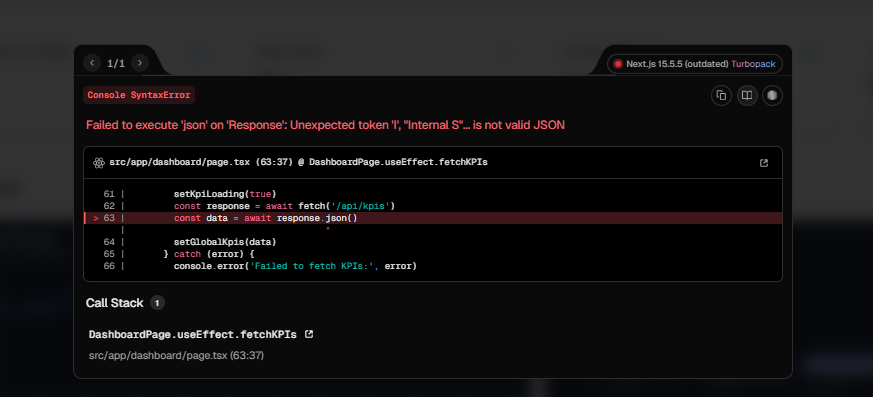 1/1
Next.js 15.5.5 (outdated) Turbopack
Console SyntaxError
Failed to execute 'json' on 'Response': Unexpected token 'I', "Internal S"... is not valid JSON
src/app/dashboard/page.tsx (63:37) @ DashboardPage.useEffect.fetchKPIs
61 | setKpiLoading(true)
62 | const response = await fetch('/api/kpis')
> 63 | const data = await response.json()
| ^
64 | setGlobalKpis(data)
65 | } catch (error) {
66 | console.error('Failed to fetch KPIs:', error)
Call Stack 1
DashboardPage.useEffect.fetchKPIs
src/app/dashboard/page.tsx (63:37)